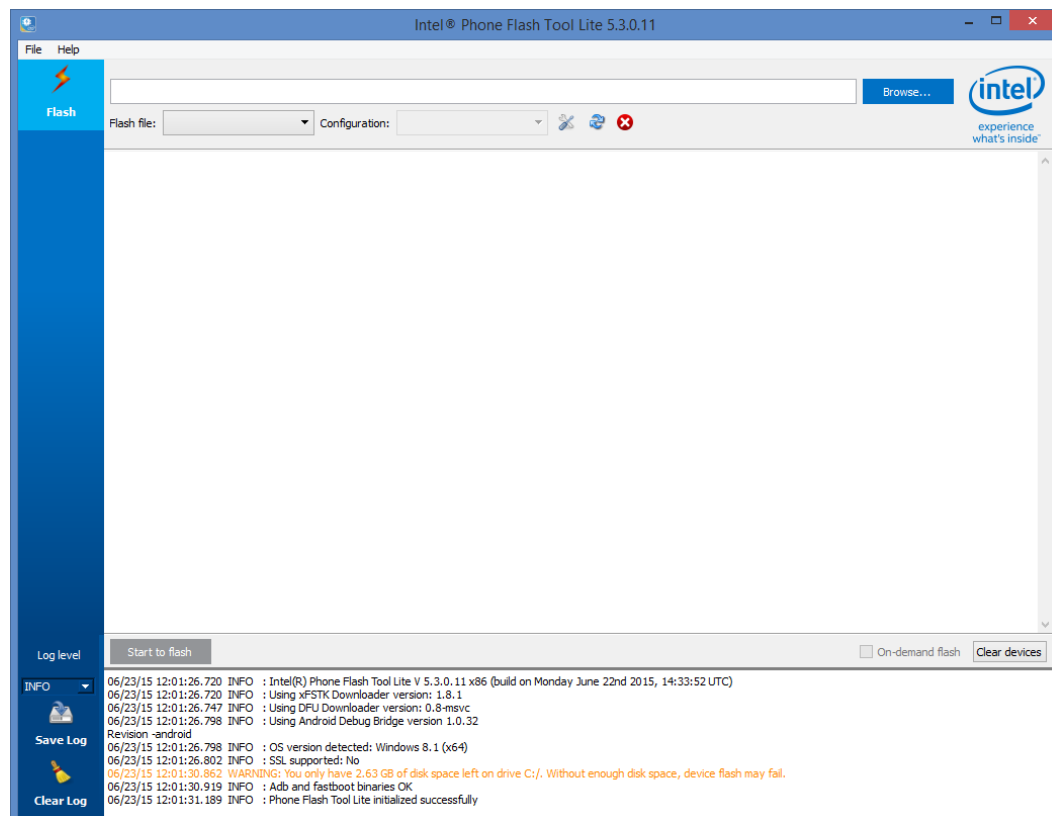 Intel® Phone Flash Tool Lite 5.3.0.11
File Help
Flash
Browse...
intel
experience
what's inside™
Flash file: Configuration:
Log level
Start to flash
On-demand flash Clear devices
INFO
Save Log
Clear Log
06/23/15 12:01:26.720 INFO : Intel(R) Phone Flash Tool Lite V 5.3.0.11 x86 (build on Monday June 22nd 2015, 14:33:52 UTC)
06/23/15 12:01:26.720 INFO : Using xFSTK Downloader version: 1.8.1
06/23/15 12:01:26.747 INFO : Using DFU Downloader version: 0.8-msvc
06/23/15 12:01:26.798 INFO : Using Android Debug Bridge version 1.0.32
Revision -android
06/23/15 12:01:26.798 INFO : OS version detected: Windows 8.1 (x64)
06/23/15 12:01:26.802 INFO : SSL supported: No
06/23/15 12:01:30.862 WARNING: You only have 2.63 GB of disk space left on drive C:/. Without enough disk space, device flash may fail.
06/23/15 12:01:30.919 INFO : Adb and fastboot binaries OK
06/23/15 12:01:31.189 INFO : Phone Flash Tool Lite initialized successfully